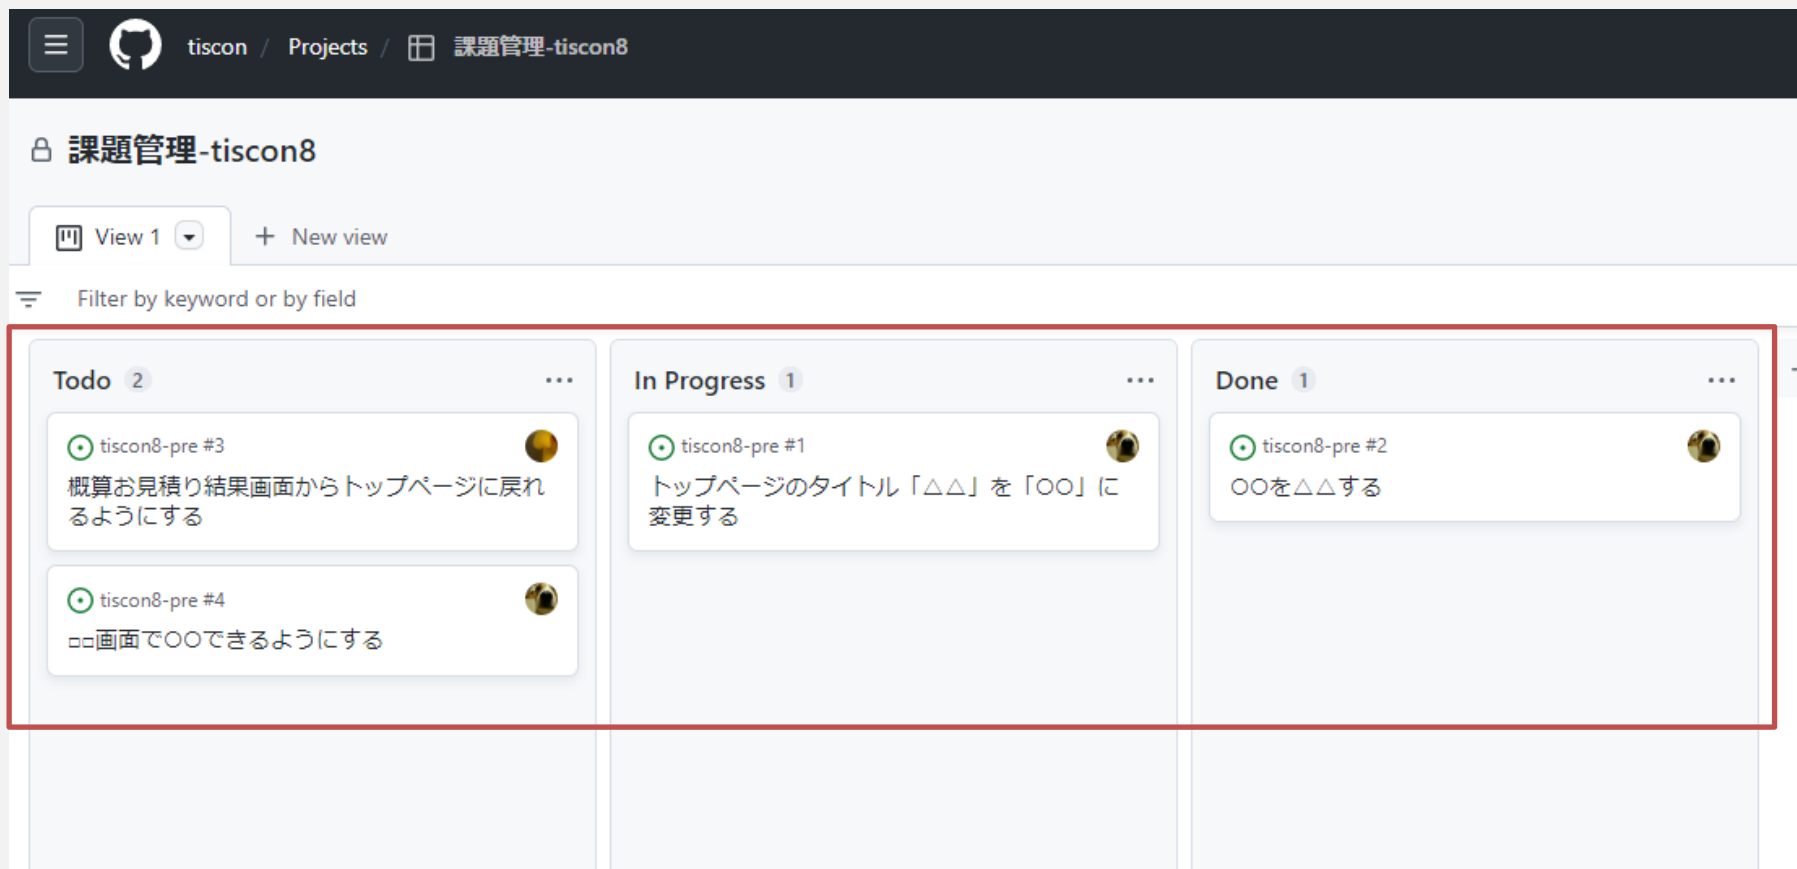 tiscon / Projects / 課題管理-tiscon8
課題管理-tiscon8
View 1
New view
Filter by keyword or by field
Todo 2
tiscon8-pre #3
概算お見積り結果画面からトップページに戻れ
るようにする
tiscon8-pre #4
□□画面で○○できるようにする
In Progress 1
tiscon8-pre #1
トップページのタイトル「△△」を「○○」に
変更する
Done 1
tiscon8-pre #2
○○を△△する